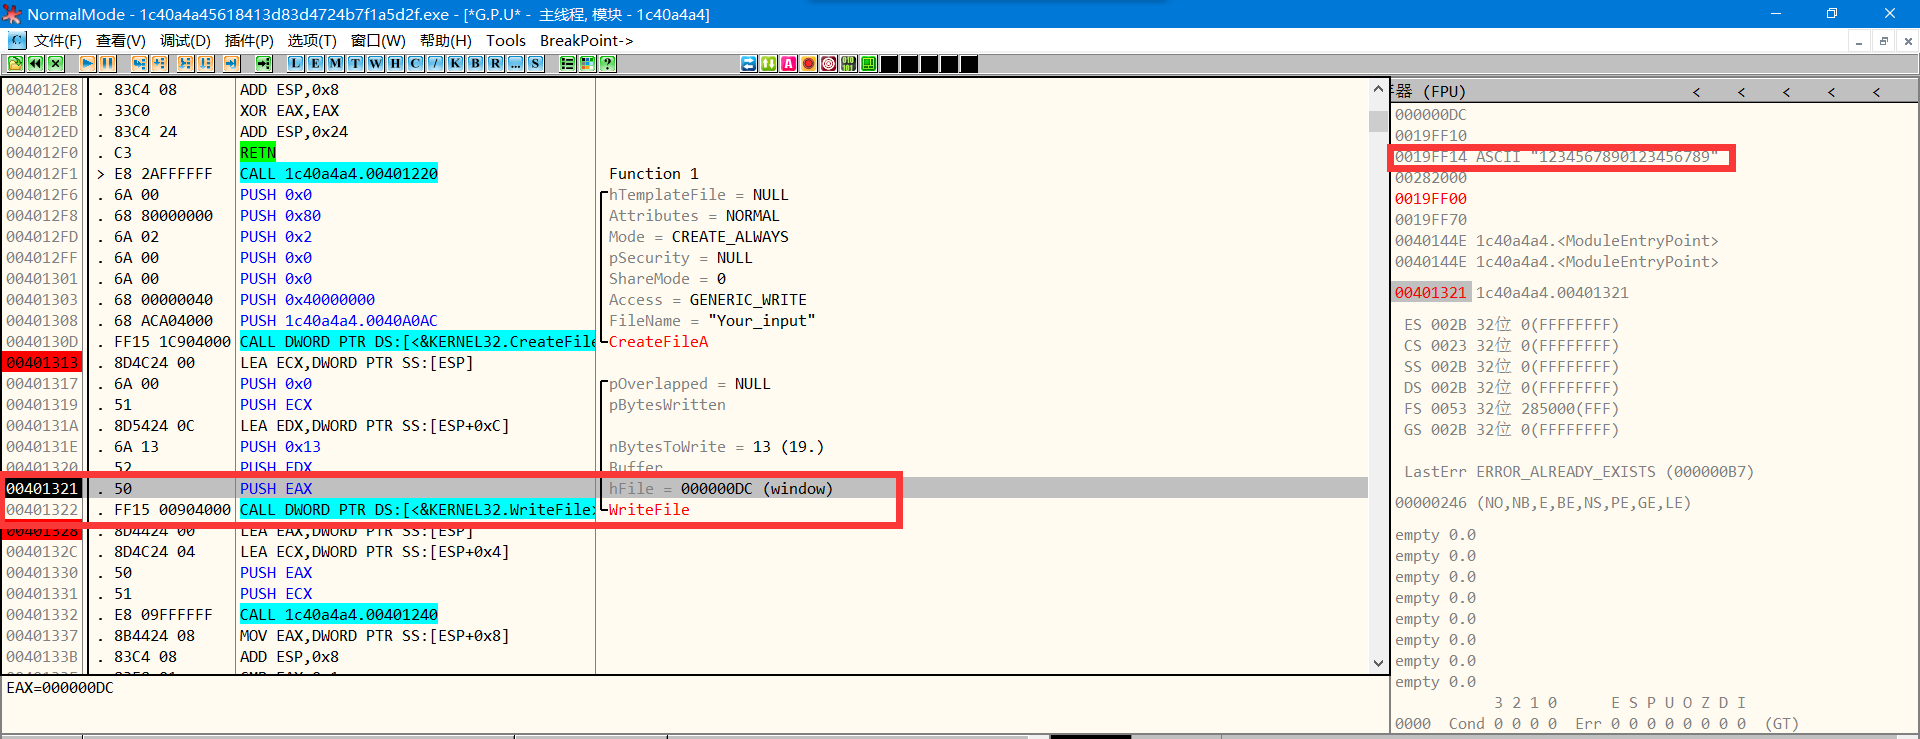 NormalMode - 1c40a4a45618413d83d4724b7f1a5d2f.exe - [*G.P.U* - 主线程, 模块 - 1c40a4a4]
文件(F) 查看(V) 调试(D) 插件(P) 选项(T) 窗口(W) 帮助(H) Tools BreakPoint->
L E M T W H C / K B R ... S
004012E8 . 83C4 08 ADD ESP,0x8
004012EB . 33C0 XOR EAX,EAX
004012ED . 83C4 24 ADD ESP,0x24
004012F0 . C3 RETN
004012F1 > E8 2AFFFFFF CALL 1c40a4a4.00401220 Function 1
004012F6 . 6A 00 PUSH 0x0 hTemplateFile = NULL
004012F8 . 68 80000000 PUSH 0x80 Attributes = NORMAL
004012FD . 6A 02 PUSH 0x2 Mode = CREATE_ALWAYS
004012FF . 6A 00 PUSH 0x0 pSecurity = NULL
00401301 . 6A 00 PUSH 0x0 ShareMode = 0
00401303 . 68 00000040 PUSH 0x40000000 Access = GENERIC_WRITE
00401308 . 68 ACA04000 PUSH 1c40a4a4.0040A0AC FileName = "Your_input"
0040130D . FF15 1C904000 CALL DWORD PTR DS:[<&KERNEL32.CreateFile CreateFileA
00401313 . 8D4C24 00 LEA ECX,DWORD PTR SS:[ESP]
00401317 . 6A 00 PUSH 0x0 pOverlapped = NULL
00401319 . 51 PUSH ECX pBytesWritten
0040131A . 8D5424 0C LEA EDX,DWORD PTR SS:[ESP+0xC]
0040131E . 6A 13 PUSH 0x13 nBytesToWrite = 13 (19.)
00401320 . 52 PUSH EDX Buffer
00401321 . 50 PUSH EAX hFile = 000000DC (window)
00401322 . FF15 00904000 CALL DWORD PTR DS:[<&KERNEL32.WriteFile> WriteFile
00401328 . 8D4424 00 LEA EAX,DWORD PTR SS:[ESP]
0040132C . 8D4C24 04 LEA ECX,DWORD PTR SS:[ESP+0x4]
00401330 . 50 PUSH EAX
00401331 . 51 PUSH ECX
00401332 . E8 09FFFFFF CALL 1c40a4a4.00401240
00401337 . 8B4424 08 MOV EAX,DWORD PTR SS:[ESP+0x8]
0040133B . 83C4 08 ADD ESP,0x8
EAX=000000DC
器 (FPU) < < < < <
000000DC
0019FF10
0019FF14 ASCII "1234567890123456789"
00282000
0019FF00
0019FF70
0040144E 1c40a4a4.<ModuleEntryPoint>
0040144E 1c40a4a4.<ModuleEntryPoint>
00401321 1c40a4a4.00401321
ES 002B 32位 0(FFFFFFFF)
CS 0023 32位 0(FFFFFFFF)
SS 002B 32位 0(FFFFFFFF)
DS 002B 32位 0(FFFFFFFF)
FS 0053 32位 285000(FFF)
GS 002B 32位 0(FFFFFFFF)
LastErr ERROR_ALREADY_EXISTS (000000B7)
00000246 (NO,NB,E,BE,NS,PE,GE,LE)
empty 0.0
empty 0.0
empty 0.0
empty 0.0
empty 0.0
empty 0.0
empty 0.0
empty 0.0
3 2 1 0 E S P U O Z D I
0000 Cond 0 0 0 0 Err 0 0 0 0 0 0 0 0 (GT)